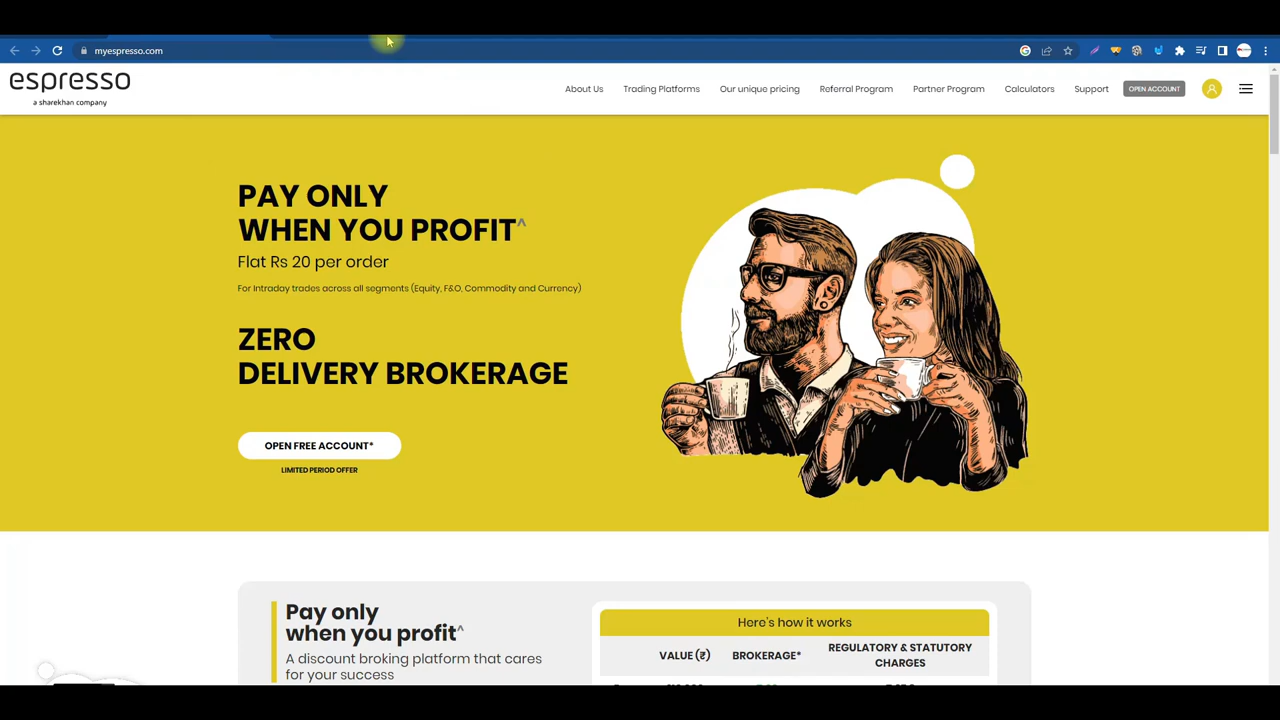 myespresso.com
espresso
a sharekhan company
About Us
Trading Platforms
Our unique pricing
Referral Program
Partner Program
Calculators
Support
OPEN ACCOUNT
PAY ONLY
WHEN YOU PROFIT^
Flat Rs 20 per order
For Intraday trades across all segments (Equity, F&O, Commodity and Currency)
ZERO
DELIVERY BROKERAGE
OPEN FREE ACCOUNT*
LIMITED PERIOD OFFER
Pay only
when you profit^
A discount broking platform that cares
for your success
Here's how it works
VALUE (₹)
BROKERAGE*
REGULATORY & STATUTORY
CHARGES